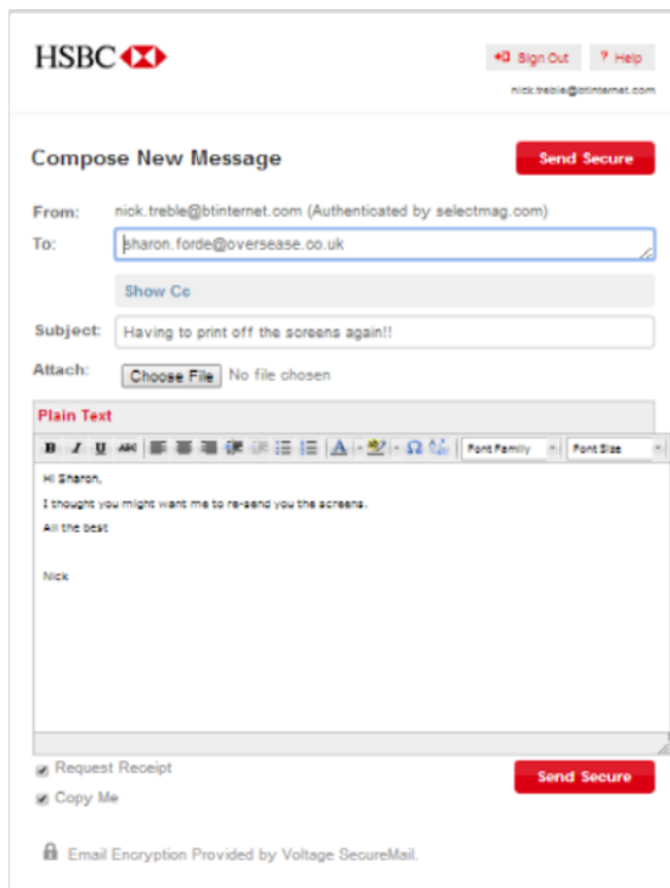 HSBC
Sign Out ? Help
nick.treble@btinternet.com
Compose New Message
Send Secure
From: nick.treble@btinternet.com (Authenticated by selectmag.com)
To: sharon.forde@oversease.co.uk
Show Cc
Subject: Having to print off the screens again!!
Attach: Choose File No file chosen
Plain Text
B I U ABC A ab Ω Font Family Font Size
Hi Sharon,
I thought you might want me to re-send you the screens.
All the best
Nick
Request Receipt
Send Secure
Copy Me
Email Encryption Provided by Voltage SecureMail.